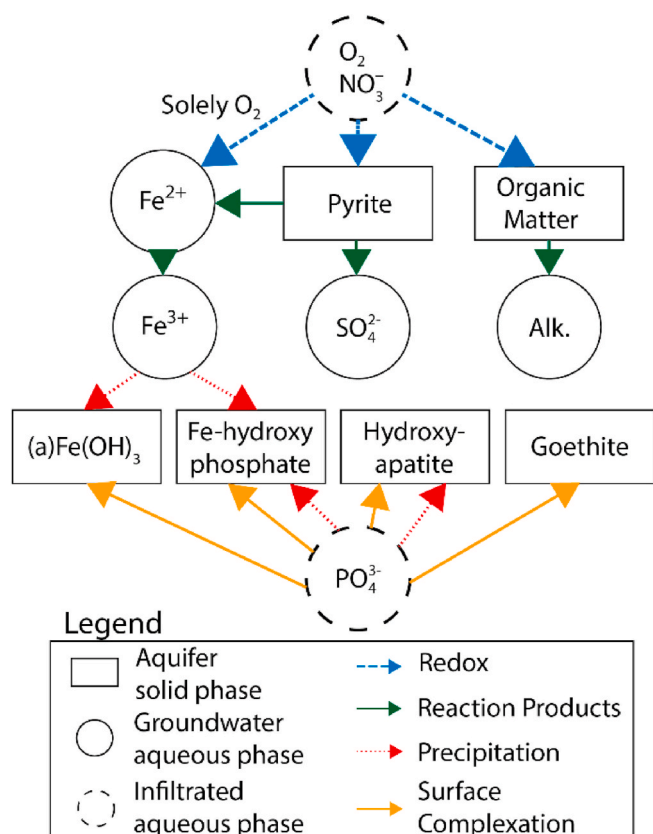 O₂
NO₃⁻
Solely O₂
Fe²⁺
Pyrite
Organic
Matter
Fe³⁺
SO₄²⁻
Alk.
(a)Fe(OH)₃
Fe-hydroxy
phosphate
Hydroxy-
apatite
Goethite
PO₄³⁻
Legend
Aquifer
solid phase
Groundwater
aqueous phase
Infiltrated
aqueous phase
Redox
Reaction Products
Precipitation
Surface
Complexation